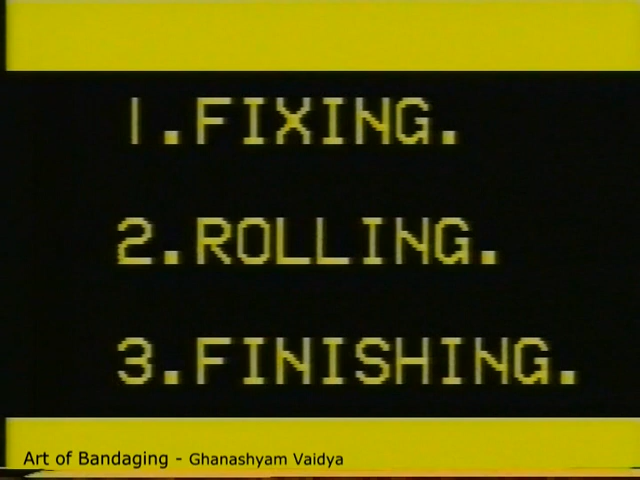 1.FIXING.
2.ROLLING.
3.FINISHING.
Art of Bandaging - Ghanashyam Vaidya